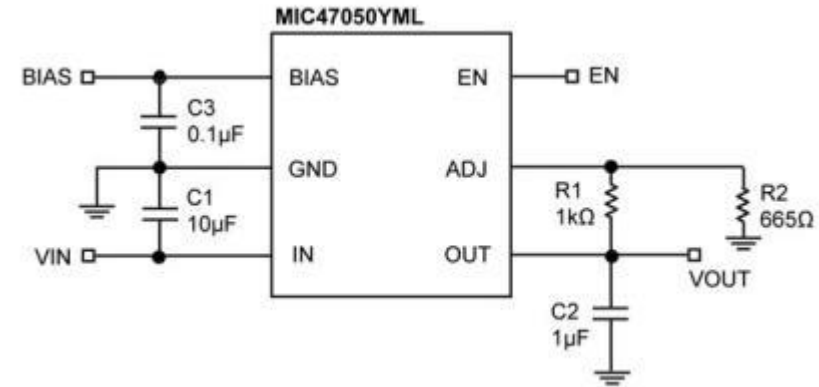 MIC47050YML
BIAS
BIAS
EN
EN
C3
0.1µF
GND
ADJ
C1
10µF
R1
1kΩ
R2
665Ω
VIN
IN
OUT
VOUT
C2
1µF